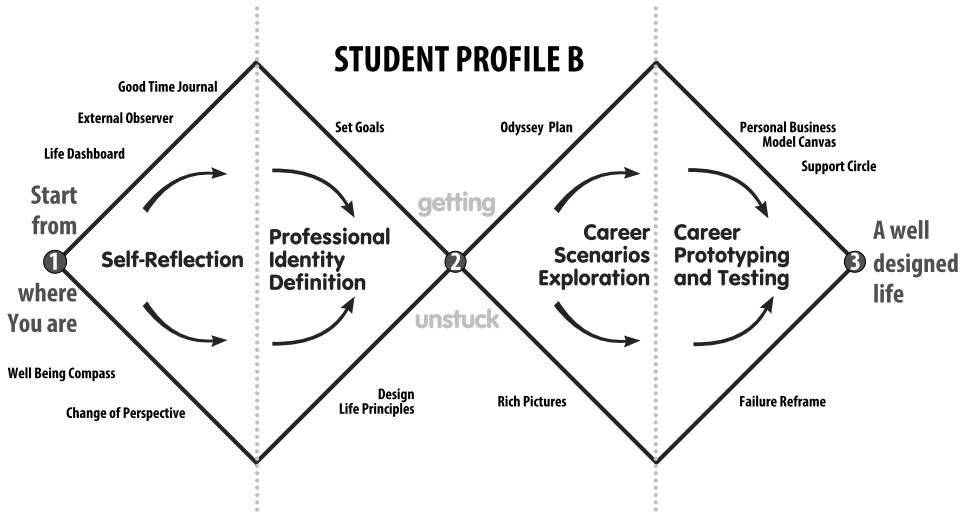 STUDENT PROFILE B
Good Time Journal
External Observer
Life Dashboard
Start
from
1
where
You are
Well Being Compass
Change of Perspective
Self-Reflection
Set Goals
Professional
Identity
Definition
Design
Life Principles
getting
2
unstuck
Odyssey Plan
Career
Scenarios
Exploration
Rich Pictures
Personal Business
Model Canvas
Support Circle
Career
Prototyping
and Testing
Failure Reframe
3
A well
designed
life